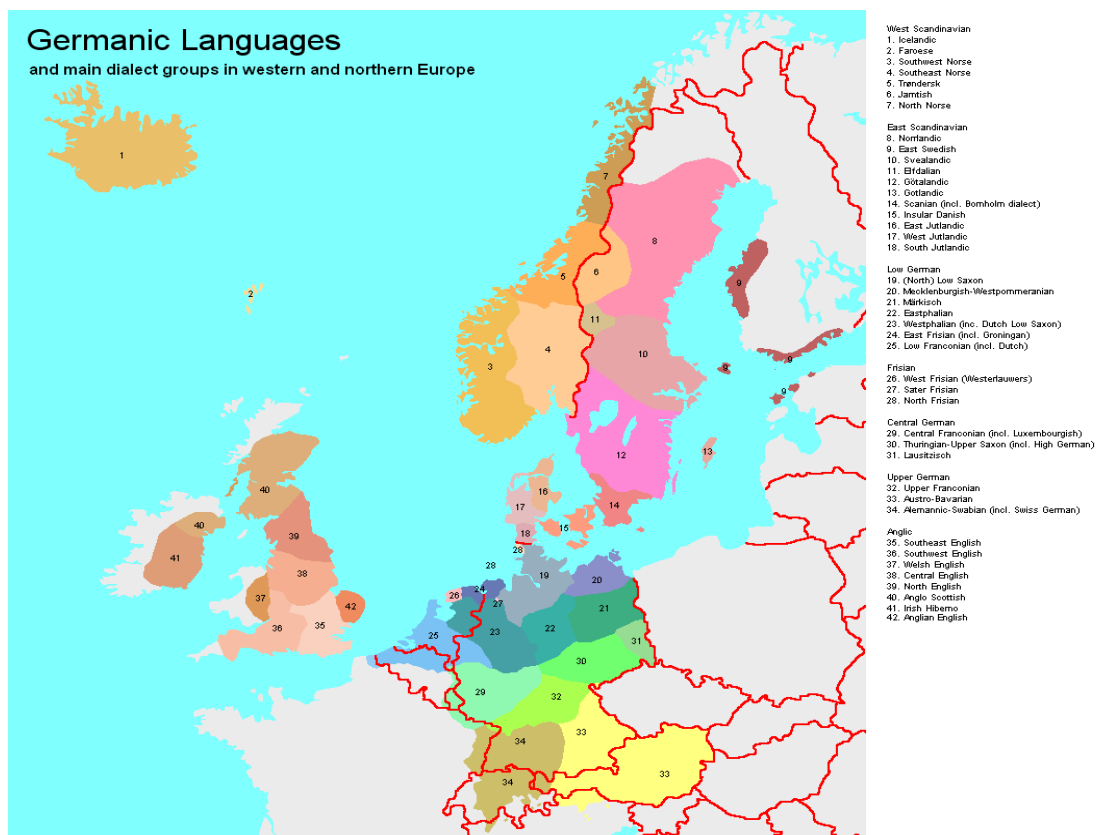 Germanic Languages
and main dialect groups in western and northern Europe
West Scandinavian
1. Icelandic
2. Faroese
3. Southwest Norse
4. Southeast Norse
5. Trøndersk
6. Jamtish
7. North Norse
East Scandinavian
8. Norrlandic
9. East Swedish
10. Svealandic
11. Elfdalian
12. Götalandic
13. Gotlandic
14. Scanian (incl. Bornholm dialect)
15. Insular Danish
16. East Jutlandic
17. West Jutlandic
18. South Jutlandic
Low German
19. (North) Low Saxon
20. Mecklenburgish-Westpommeranian
21. Märkisch
22. Eastphalian
23. Westphalian (inc. Dutch Low Saxon)
24. East Frisian (incl. Groningan)
25. Low Franconian (incl. Dutch)
Frisian
26. West Frisian (Westerlauwers)
27. Sater Frisian
28. North Frisian
Central German
29. Central Franconian (incl. Luxembourgish)
30. Thuringian-Upper Saxon (incl. High German)
31. Lausitzisch
Upper German
32. Upper Franconian
33. Austro-Bavarian
34. Alemannic-Swabian (incl. Swiss German)
Anglic
35. Southeast English
36. Southwest English
37. Welsh English
38. Central English
39. North English
40. Anglo Scottish
41. Irish Hiberno
42. Anglian English
1
7
8
2
5
6
9
11
4
10
3
9
9
9
13
12
16
40
17
14
40
15
18
39
28
41
28
38
19
20
24
26
37
27
42
21
36
35
25
23
22
31
30
29
32
33
34
33
34